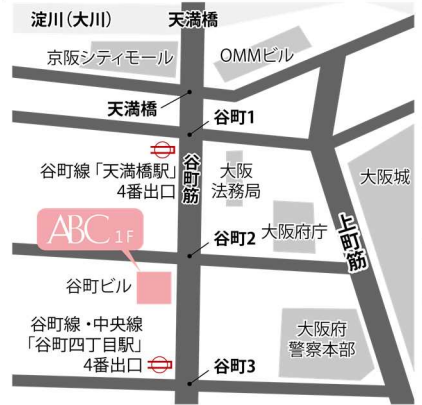 淀川(大川)
天満橋
京阪シティモール
OMMビル
天満橋
谷町1
谷町線「天満橋駅」
4番出口
谷町筋
大阪
法務局
大阪城
ABC 1F
谷町2
大阪府庁
上町筋
谷町ビル
谷町線・中央線
「谷町四丁目駅」
4番出口
大阪府
警察本部
谷町3